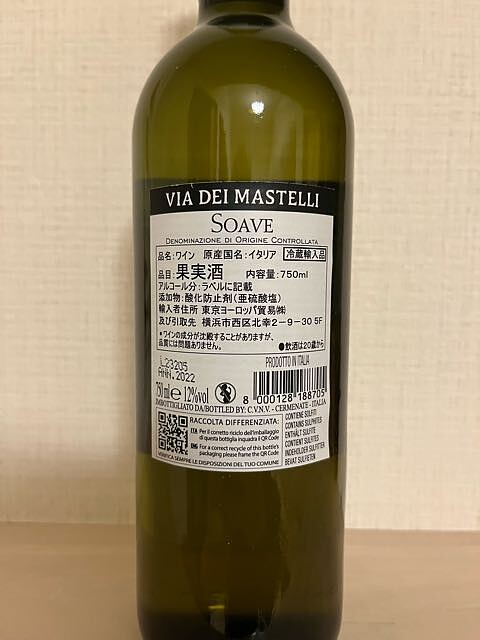 VIA DEI MASTELLI
SOAVE
DENOMINAZIONE DI ORIGINE CONTROLLATA
品名:ワイン 原産国名:イタリア 冷蔵輸入品
品目:果実酒 内容量:750ml
アルコール分:ラベルに記載
添加物:酸化防止剤(亜硫酸塩)
輸入者住所 東京ヨーロッパ貿易㈱
及び引取先 横浜市西区北幸2-9-30 5F
*ワインの成分が沈殿することがありますが、
品質には問題ありません。 ●飲酒は20歳から
L23205
ANN. 2022
PRODOTTO IN ITALIA
750 ml e 12%vol
8 000128 188705
IMBOTTIGLIATO DA/BOTTLED BY: C.V.N.V. - CERMENATE - ITALIA
RACCOLTA DIFFERENZIATA:
ITA Per il corretto riciclo dell'imballaggio
di questa bottiglia inquadra il QR Code
ENG For a correct recycle of this bottle's
packaging please frame the QR Code
VERIFICA SEMPRE LE DISPOSIZIONI DEL TUO COMUNE
CONTIENE SOLFITI
CONTAINS SULPHITES
ENTHÄLT SULFITE
CONTIENT SULFITES
INDEHOLDER SULFITTER
BEVAT SULFIETEN